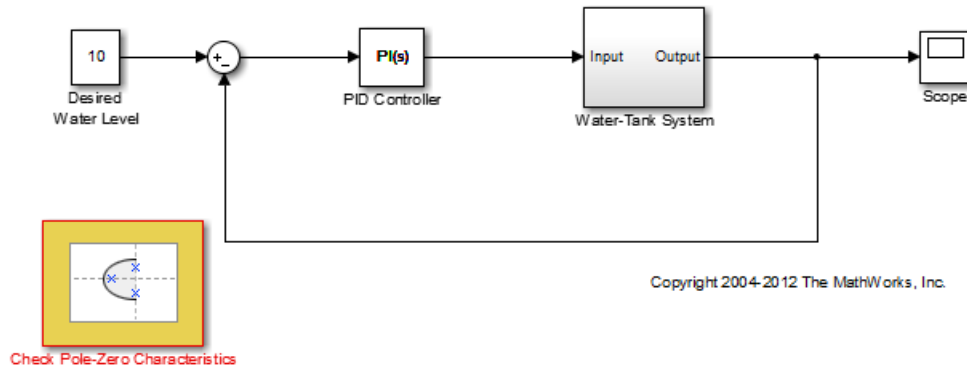 10
Desired
Water Level
+
-
PI(s)
PID Controller
Input Output
Water-Tank System
Scope
Copyright 2004-2012 The MathWorks, Inc.
Check Pole-Zero Characteristics